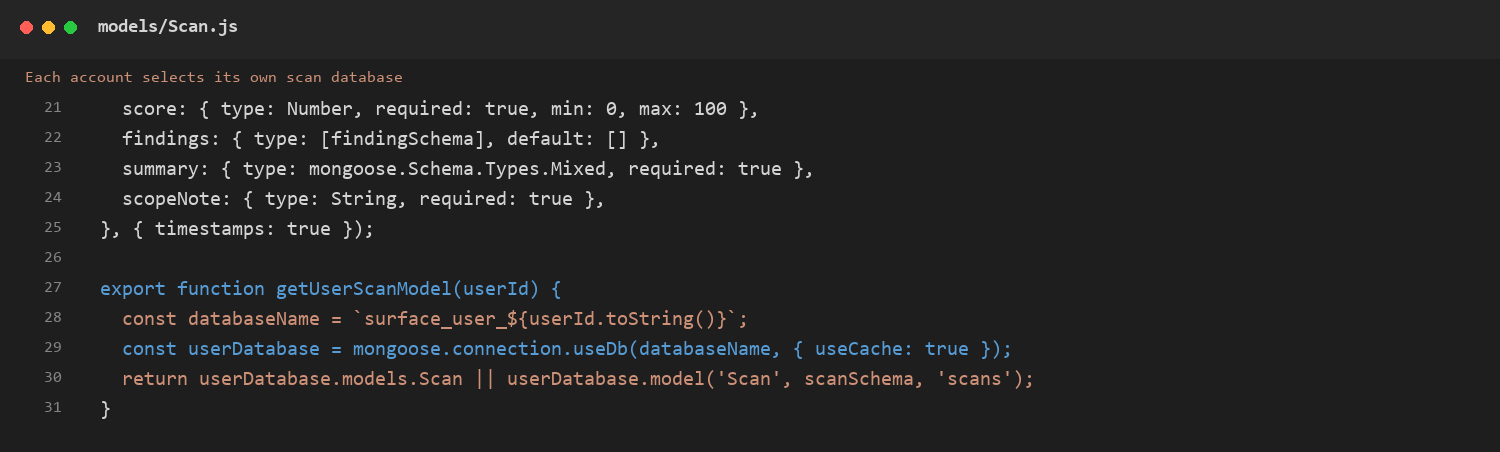 models/Scan.js
Each account selects its own scan database
21 score: { type: Number, required: true, min: 0, max: 100 },
22 findings: { type: [findingSchema], default: [] },
23 summary: { type: mongoose.Schema.Types.Mixed, required: true },
24 scopeNote: { type: String, required: true },
25 }, { timestamps: true });
26
27 export function getUserScanModel(userId) {
28 const databaseName = `surface_user_${userId.toString()}`;
29 const userDatabase = mongoose.connection.useDb(databaseName, { useCache: true });
30 return userDatabase.models.Scan || userDatabase.model('Scan', scanSchema, 'scans');
31 }